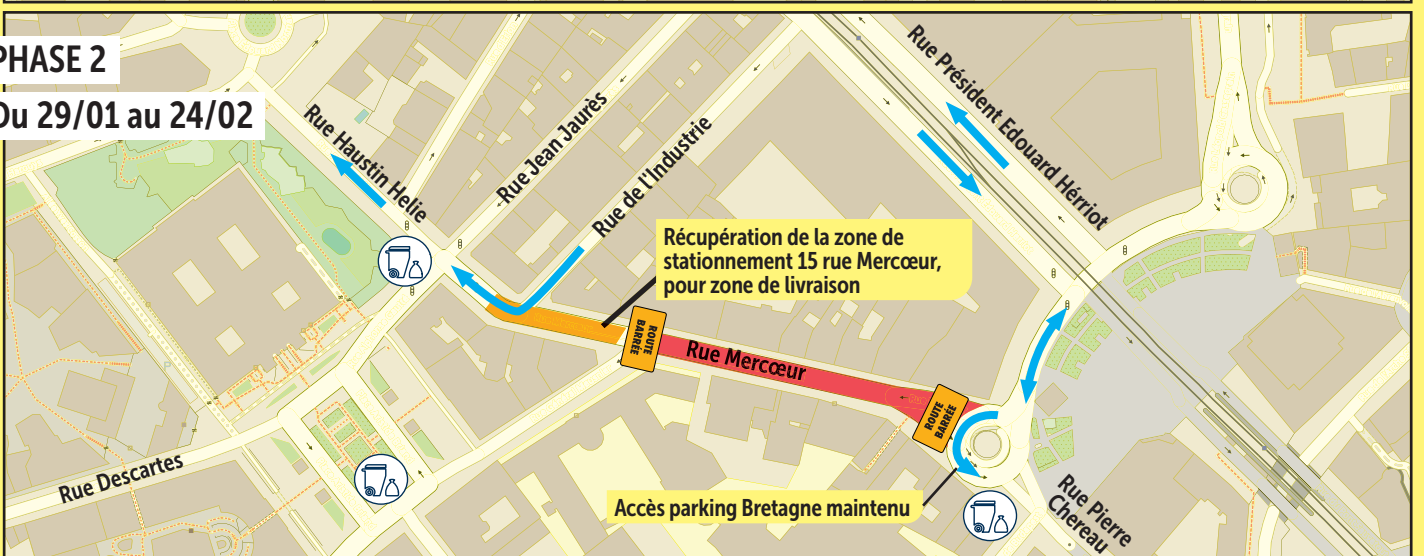 PHASE 2
Du 29/01 au 24/02
Rue Haustin Helie
Rue Jean Jaurès
Rue de l'Industrie
Rue Président Edouard Hérriot
Récupération de la zone de
stationnement 15 rue Mercœur,
pour zone de livraison
ROUTE
BARRÉE
Rue Mercœur
ROUTE
BARRÉE
Rue Descartes
Accès parking Bretagne maintenu
Rue Pierre
Chereau